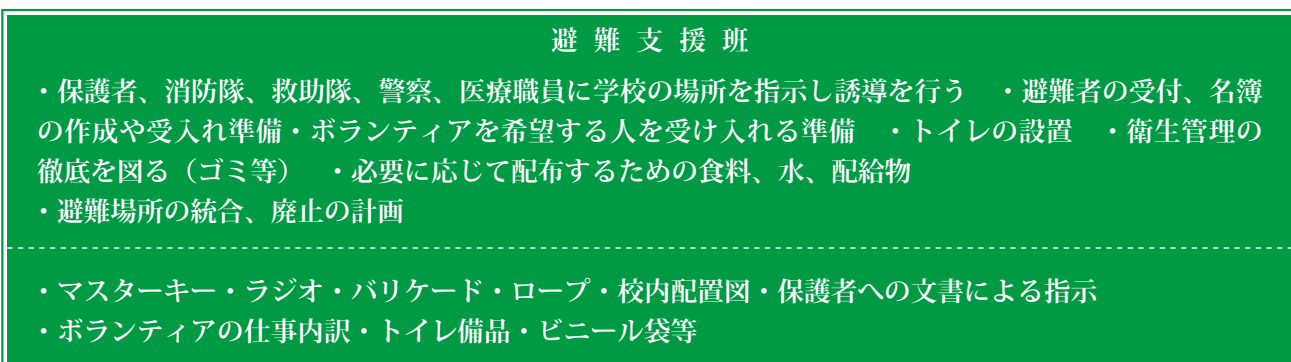 避難支援班
・保護者、消防隊、救助隊、警察、医療職員に学校の場所を指示し誘導を行う　・避難者の受付、名簿
の作成や受入れ準備・ボランティアを希望する人を受け入れる準備　・トイレの設置　・衛生管理の
徹底を図る（ゴミ等）　・必要に応じて配布するための食料、水、配給物
・避難場所の統合、廃止の計画
・マスターキー・ラジオ・バリケード・ロープ・校内配置図・保護者への文書による指示
・ボランティアの仕事内訳・トイレ備品・ビニール袋等